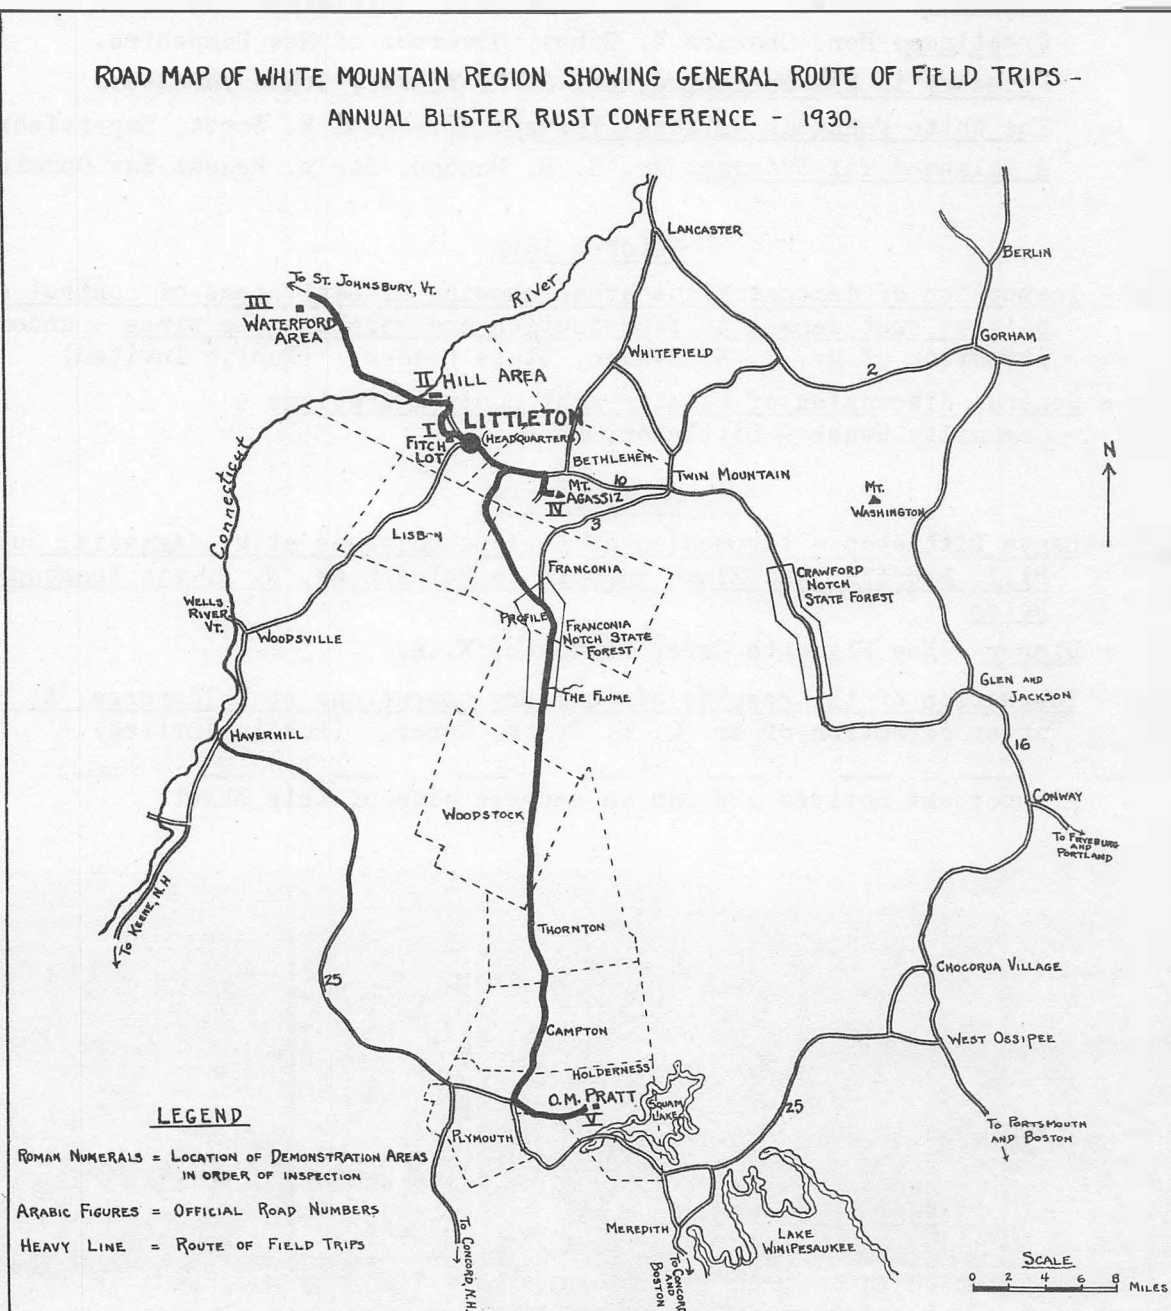 ROAD MAP OF WHITE MOUNTAIN REGION SHOWING GENERAL ROUTE OF FIELD TRIPS -
ANNUAL BLISTER RUST CONFERENCE - 1930.
LANCASTER
BERLIN
To ST. JOHNSBURY, VT.
River
III
WATERFORD
AREA
WHITEFIELD
GORHAM
2
II HILL AREA
LITTLETON
(HEADQUARTERS)
I
FITCH
LOT
BETHLEHEM
10
TWIN MOUNTAIN
N
MT.
AGASSIZ
IV
MT.
WASHINGTON
3
Connecticut
LISBON
FRANCONIA
CRAWFORD
NOTCH
STATE FOREST
WELLS
RIVER
VT.
PROFILE
FRANCONIA
NOTCH STATE
FOREST
WOODSVILLE
THE FLUME
GLEN AND
JACKSON
HAVERHILL
16
CONWAY
WOODSTOCK
To FRYEBURG
AND
PORTLAND
To KEENE, N.H
THORNTON
CHOCORUA VILLAGE
25
CAMPTON
WEST OSSIPEE
HOLDERNESS
O.M. PRATT
V
SQUAM
LAKE
25
PLYMOUTH
To PORTSMOUTH
AND BOSTON
LEGEND
ROMAN NUMERALS = LOCATION OF DEMONSTRATION AREAS
IN ORDER OF INSPECTION
ARABIC FIGURES = OFFICIAL ROAD NUMBERS
HEAVY LINE = ROUTE OF FIELD TRIPS
MEREDITH
LAKE
WINIPESAUKEE
To CONCORD, N.H.
To CONCORD
AND
BOSTON
SCALE
0 2 4 6 8 MILES